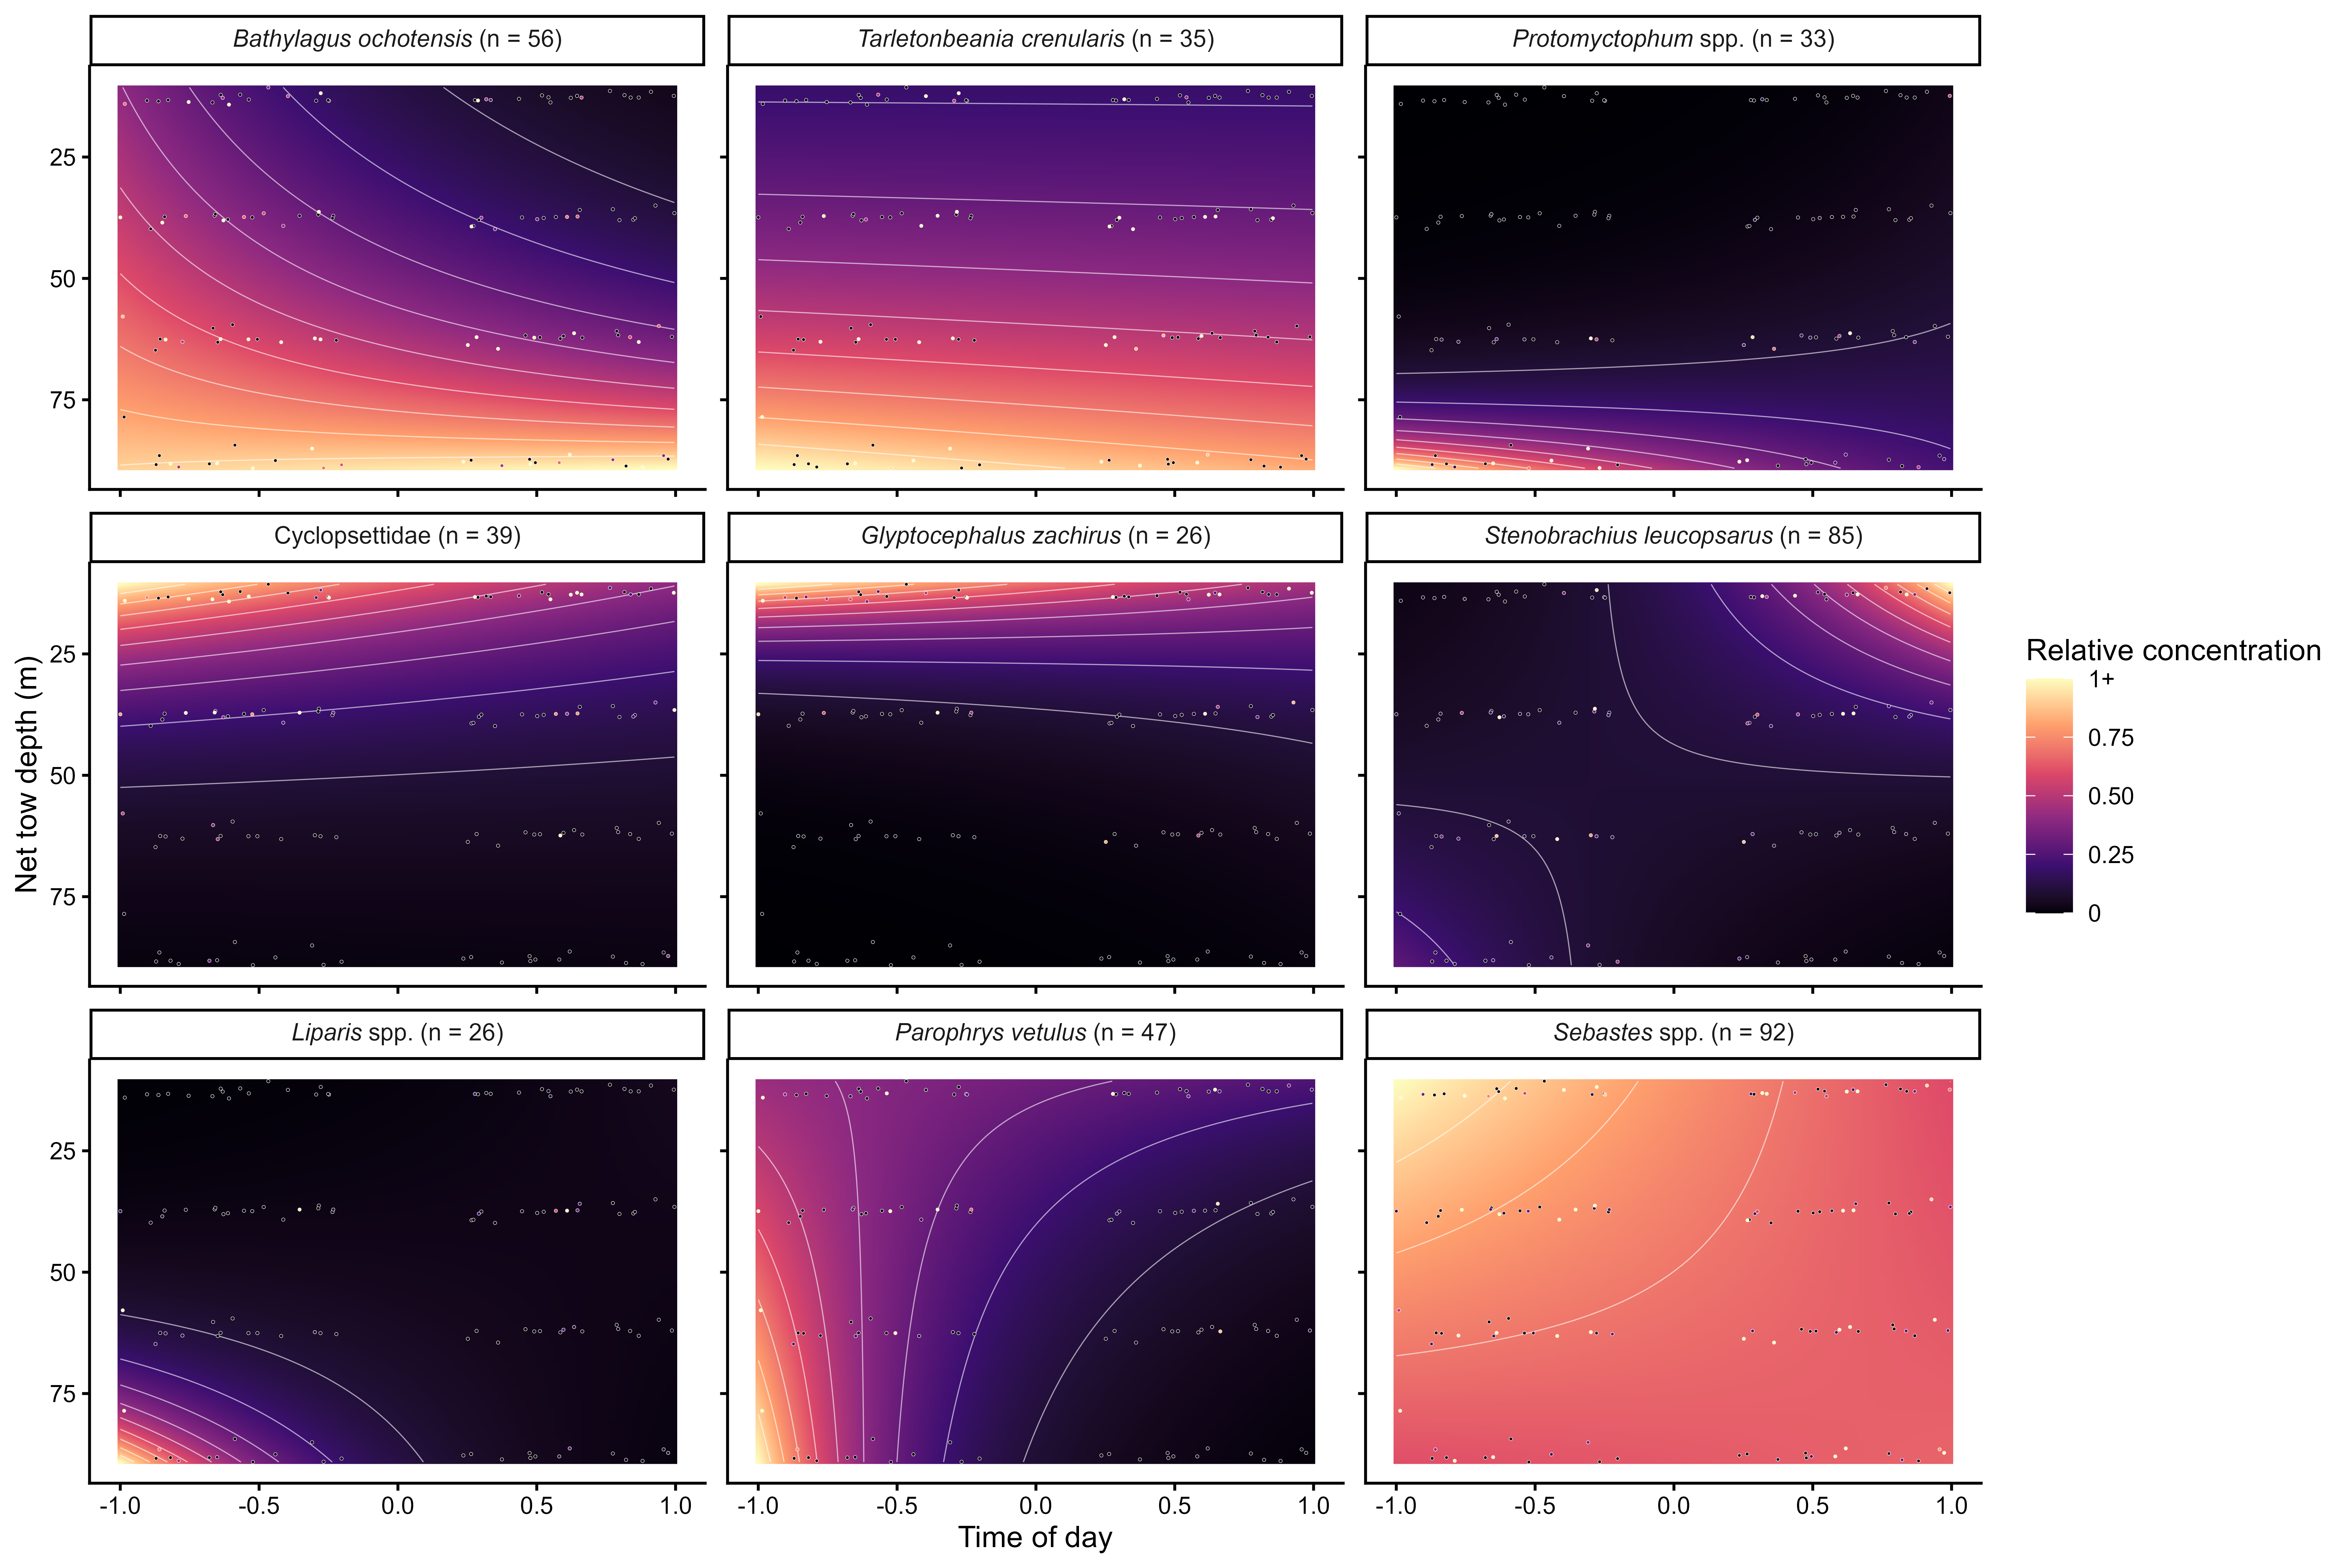 Bathylagus ochotensis (n = 56)
Tarletonbeania crenularis (n = 35)
Protomyctophum spp. (n = 33)
25
50
75
Cyclopsettidae (n = 39)
Glyptocephalus zachirus (n = 26)
Stenobrachius leucopsarus (n = 85)
25
50
75
Net tow depth (m)
Relative concentration
1+
0.75
0.50
0.25
0
Liparis spp. (n = 26)
Parophrys vetulus (n = 47)
Sebastes spp. (n = 92)
25
50
75
-1.0 -0.5 0.0 0.5 1.0
-1.0 -0.5 0.0 0.5 1.0
-1.0 -0.5 0.0 0.5 1.0
Time of day